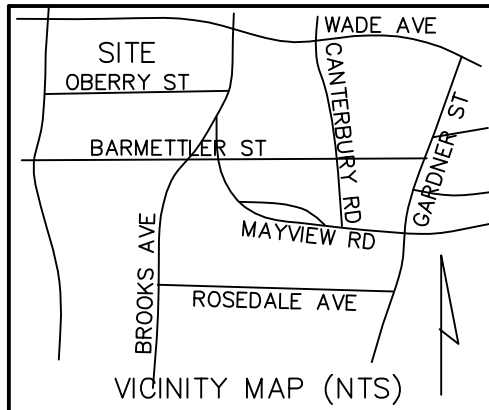 WADE AVE
SITE
OBERRY ST
CANTERBURY RD
BARMETTLER ST
GARDNER ST
MAYVIEW RD
BROOKS AVE
ROSEDALE AVE
VICINITY MAP (NTS)